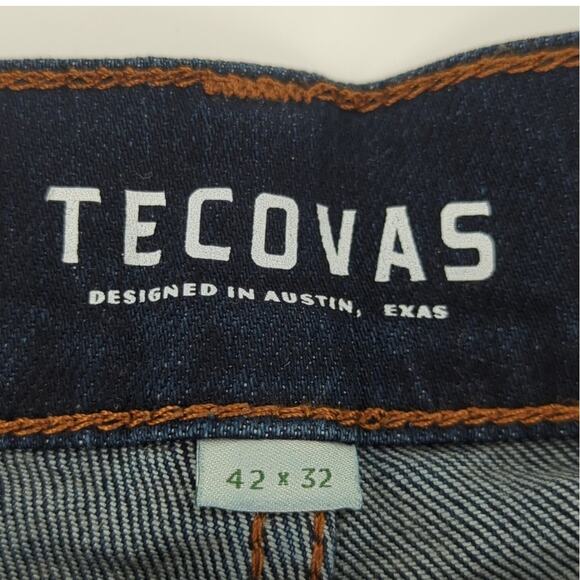 TECOVAS
DESIGNED IN AUSTIN, EXAS
42 x 32